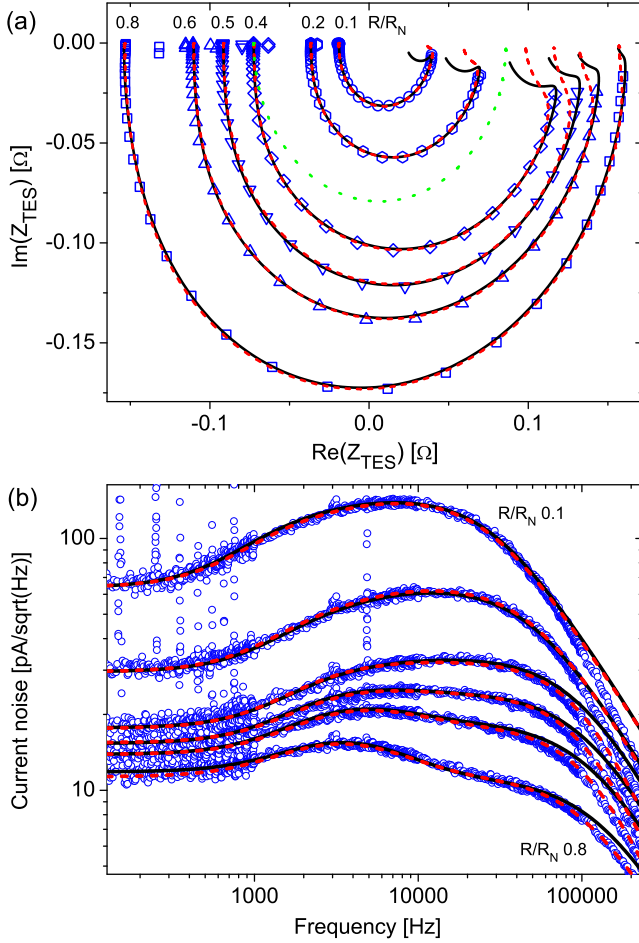 (a)
0.8 0.6 0.5 0.4 0.2 0.1 R/R_N
0.00
-0.05
-0.10
-0.15
Im(Z_TES) [Ω]
-0.1 0.0 0.1
Re(Z_TES) [Ω]
(b)
R/R_N 0.1
100
10
Current noise [pA/sqrt(Hz)]
R/R_N 0.8
1000 10000 100000
Frequency [Hz]